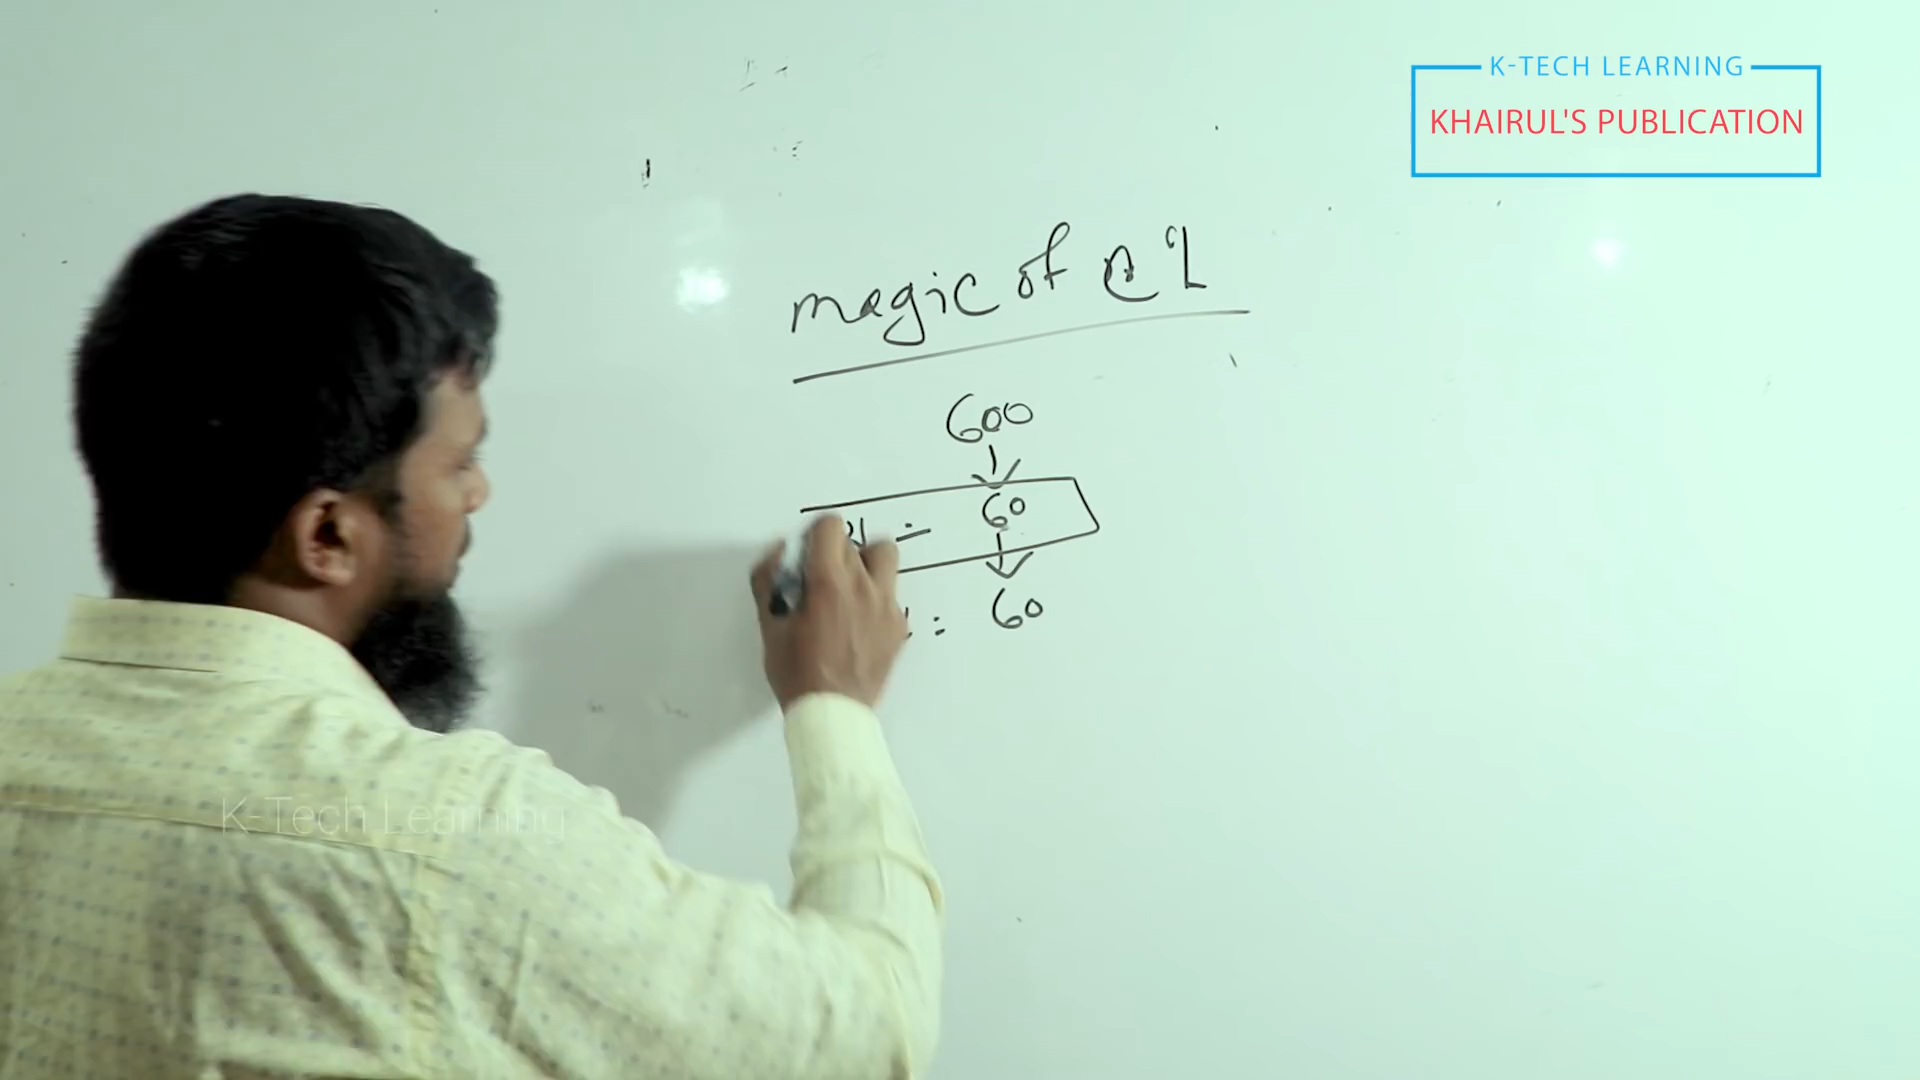 K-TECH LEARNING
KHAIRUL'S PUBLICATION
magic of
600
= 60
: 60
K-Tech Learning